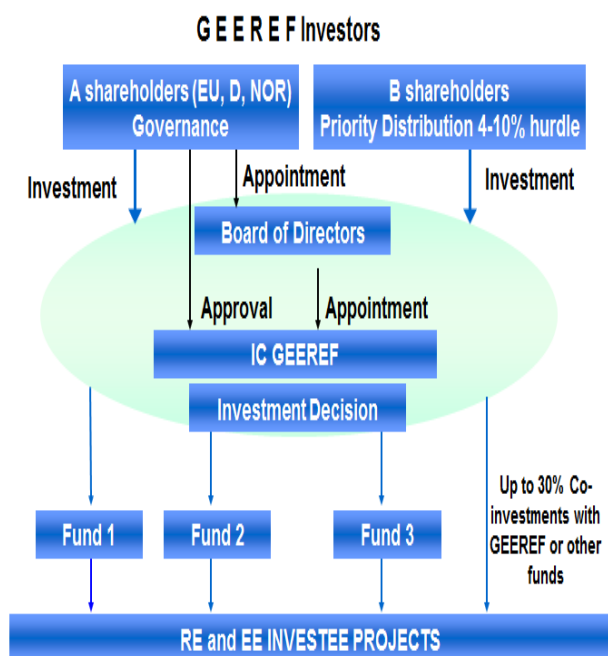 G E E R E F Investors
A shareholders (EU, D, NOR)
Governance
B shareholders
Priority Distribution 4-10% hurdle
Investment
Appointment
Investment
Board of Directors
Approval
Appointment
IC GEEREF
Investment Decision
Up to 30% Co-
investments with
GEEREF or other
funds
Fund 1
Fund 2
Fund 3
RE and EE INVESTEE PROJECTS